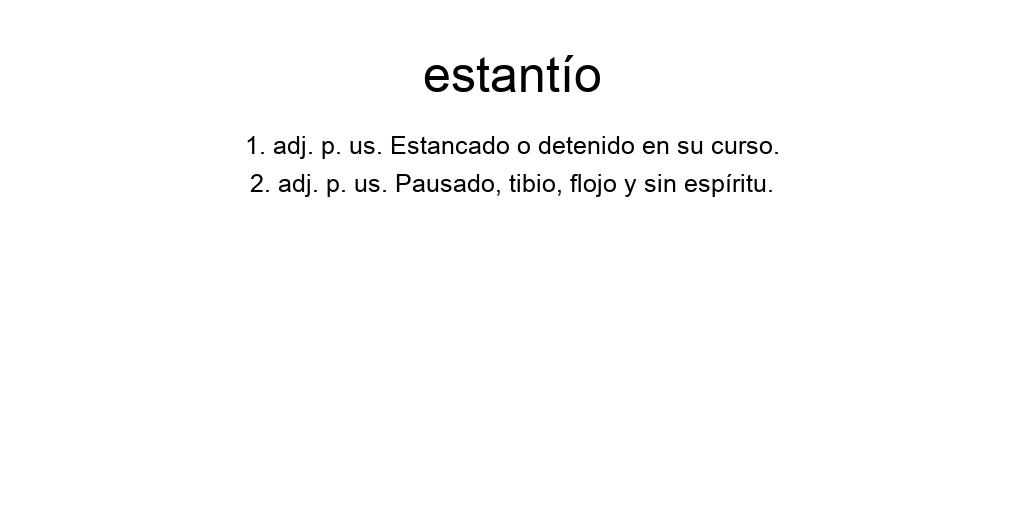 estantío
1. adj. p. us. Estancado o detenido en su curso.
2. adj. p. us. Pausado, tibio, flojo y sin espíritu.